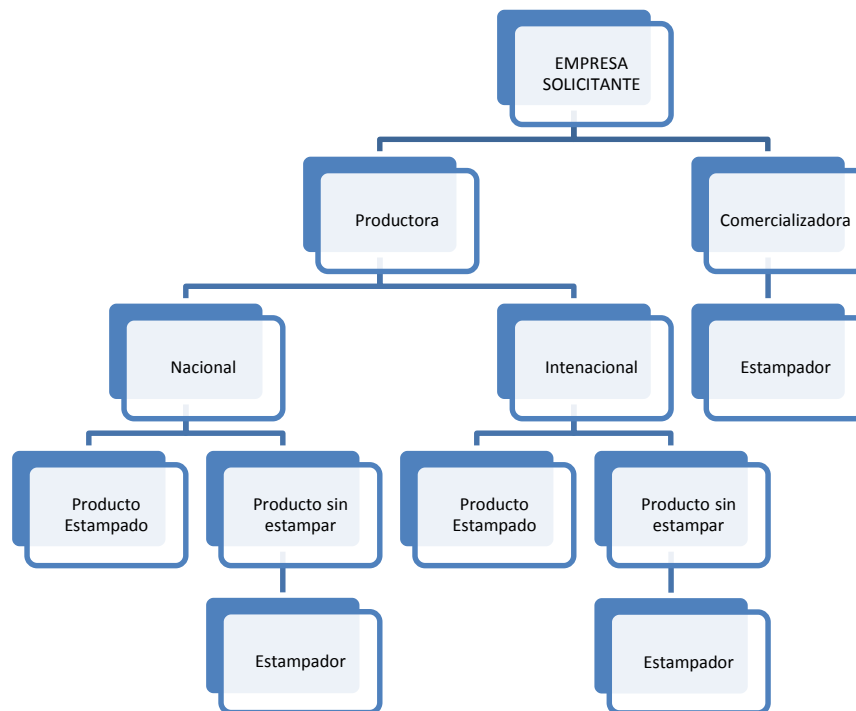 EMPRESA
SOLICITANTE
Productora
Comercializadora
Nacional
Intenacional
Estampador
Producto
Estampado
Producto sin
estampar
Producto
Estampado
Producto sin
estampar
Estampador
Estampador